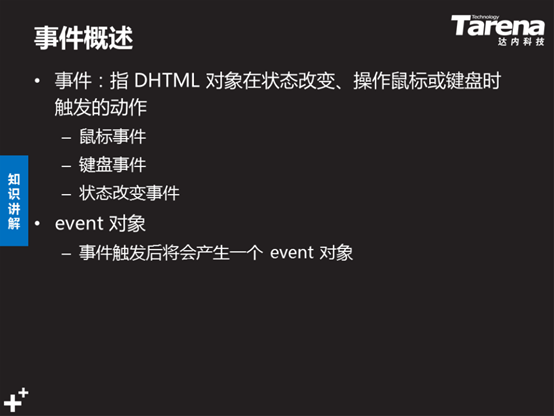 事件概述
Technology
Tarena
达内科技
• 事件：指 DHTML 对象在状态改变、操作鼠标或键盘时
触发的动作
– 鼠标事件
– 键盘事件
– 状态改变事件
知识讲解
• event 对象
– 事件触发后将会产生一个 event 对象